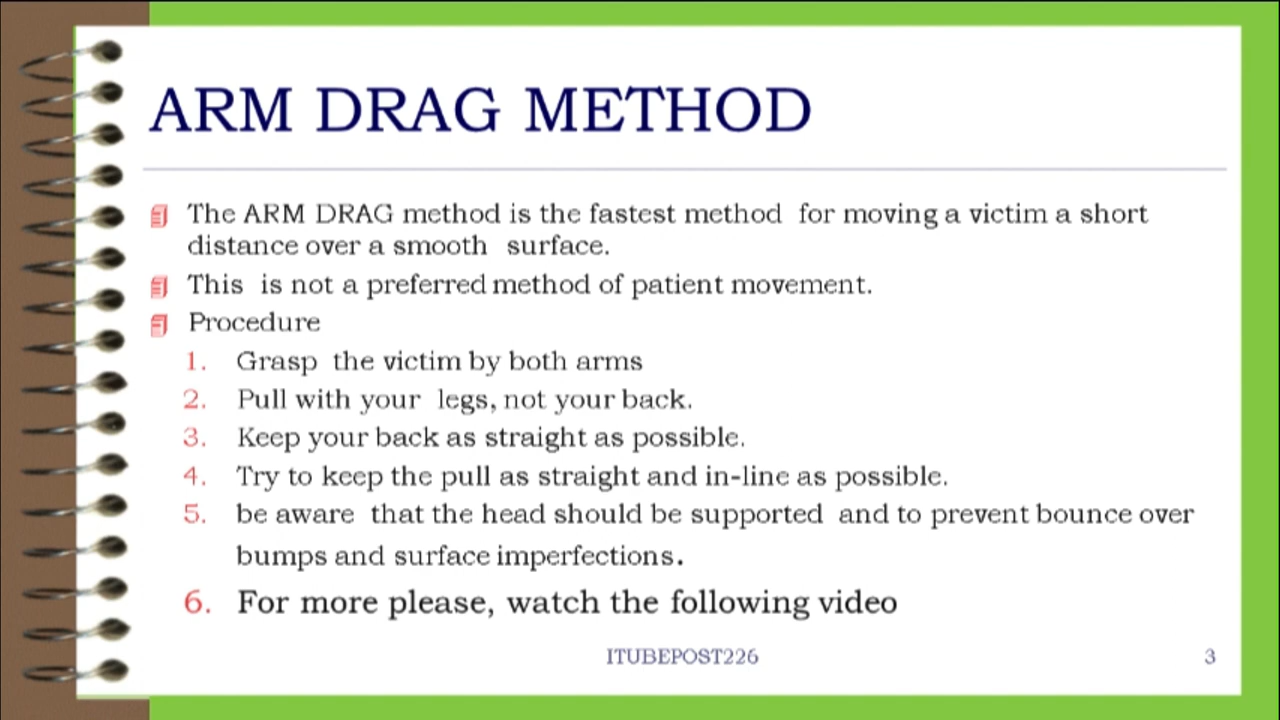 ARM DRAG METHOD
The ARM DRAG method is the fastest method for moving a victim a short
distance over a smooth surface.
This is not a preferred method of patient movement.
Procedure
1. Grasp the victim by both arms
2. Pull with your legs, not your back.
3. Keep your back as straight as possible.
4. Try to keep the pull as straight and in-line as possible.
5. be aware that the head should be supported and to prevent bounce over
bumps and surface imperfections.
6. For more please, watch the following video
ITUBEPOST226 3